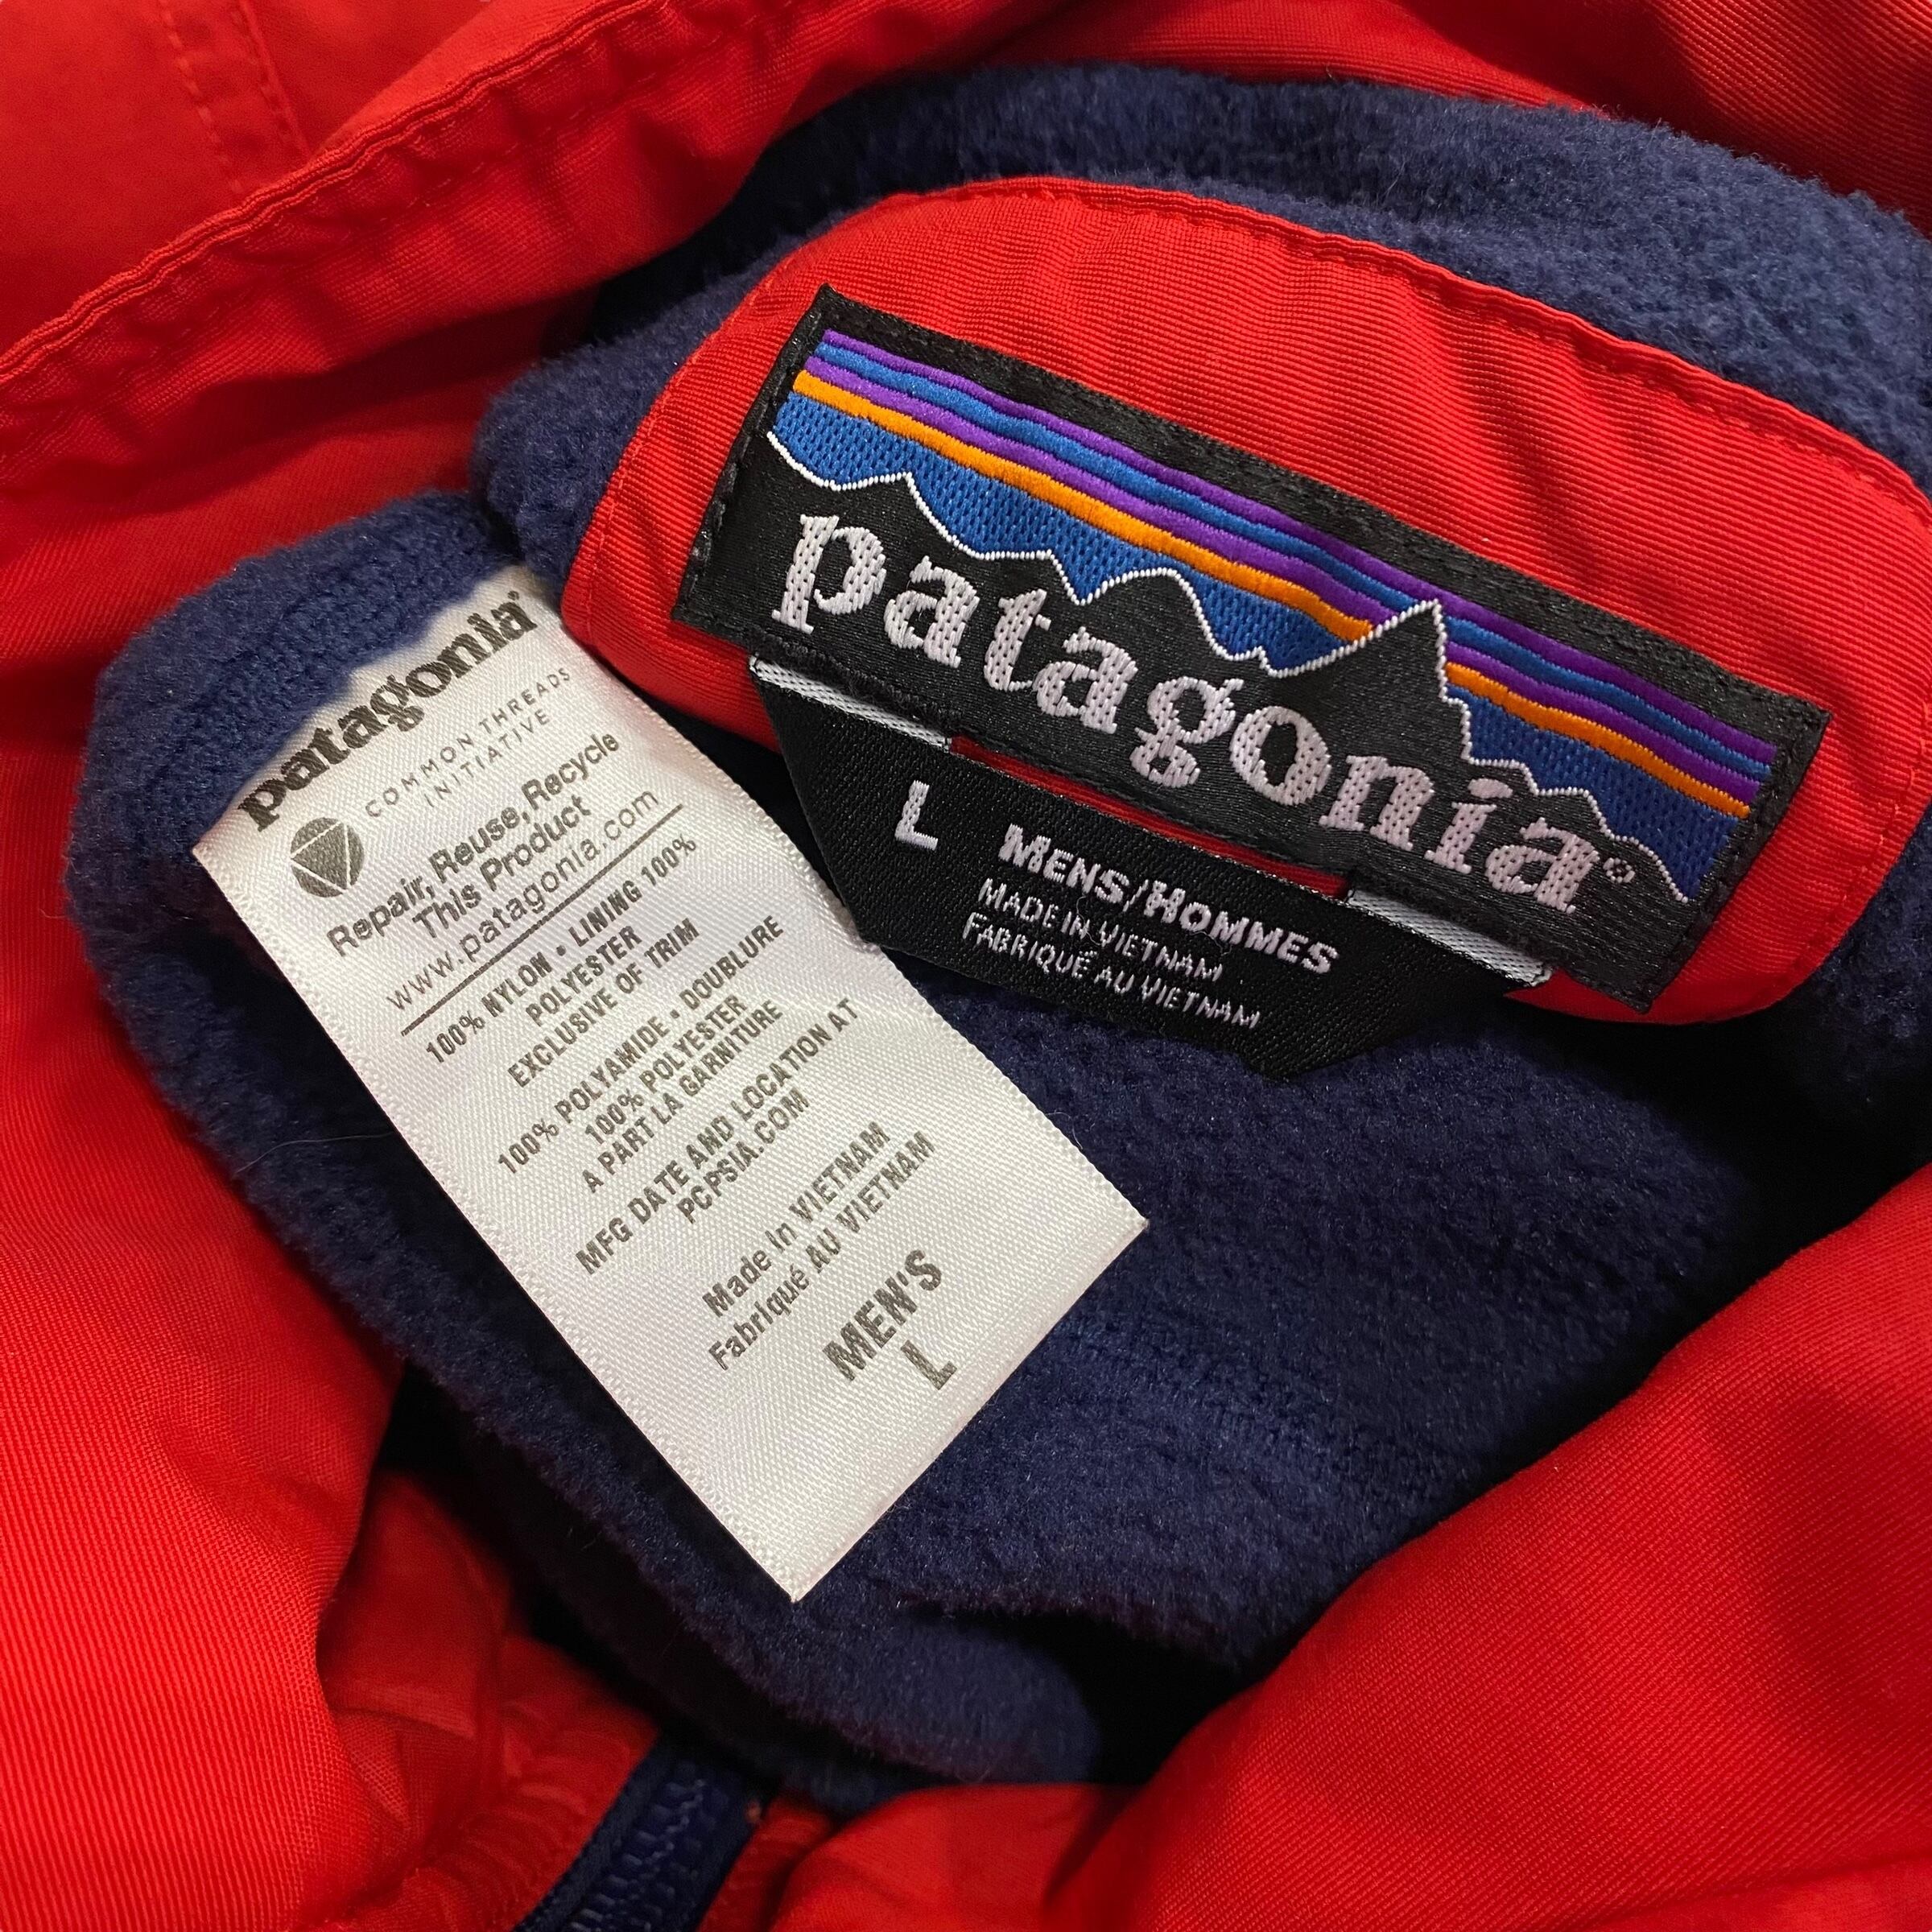 patagonia®
L MENS/HOMMES
MADE IN VIETNAM
FABRIQUÉ AU VIETNAM
patagonia®
COMMON THREADS
INITIATIVE
Repair, Reuse, Recycle
This Product
www.patagonia.com
100% NYLON • LINING 100%
POLYESTER
EXCLUSIVE OF TRIM
100% POLYAMIDE • DOUBLURE
100% POLYESTER
A PART LA GARNITURE
MFG DATE AND LOCATION AT
PCPSIA.COM
Made in VIETNAM
Fabriqué AU VIETNAM
MEN'S
L